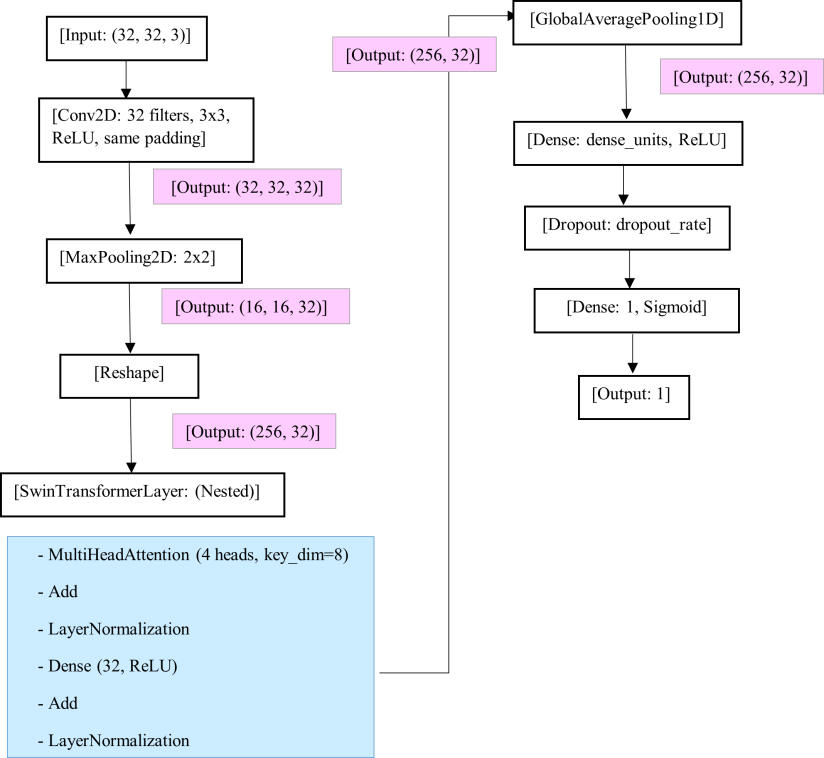 [Input: (32, 32, 3)]
[Conv2D: 32 filters, 3x3,
ReLU, same padding]
[Output: (32, 32, 32)]
[MaxPooling2D: 2x2]
[Output: (16, 16, 32)]
[Reshape]
[Output: (256, 32)]
[SwinTransformerLayer: (Nested)]
- MultiHeadAttention (4 heads, key_dim=8)
- Add
- LayerNormalization
- Dense (32, ReLU)
- Add
- LayerNormalization
[Output: (256, 32)]
[GlobalAveragePooling1D]
[Output: (256, 32)]
[Dense: dense_units, ReLU]
[Dropout: dropout_rate]
[Dense: 1, Sigmoid]
[Output: 1]